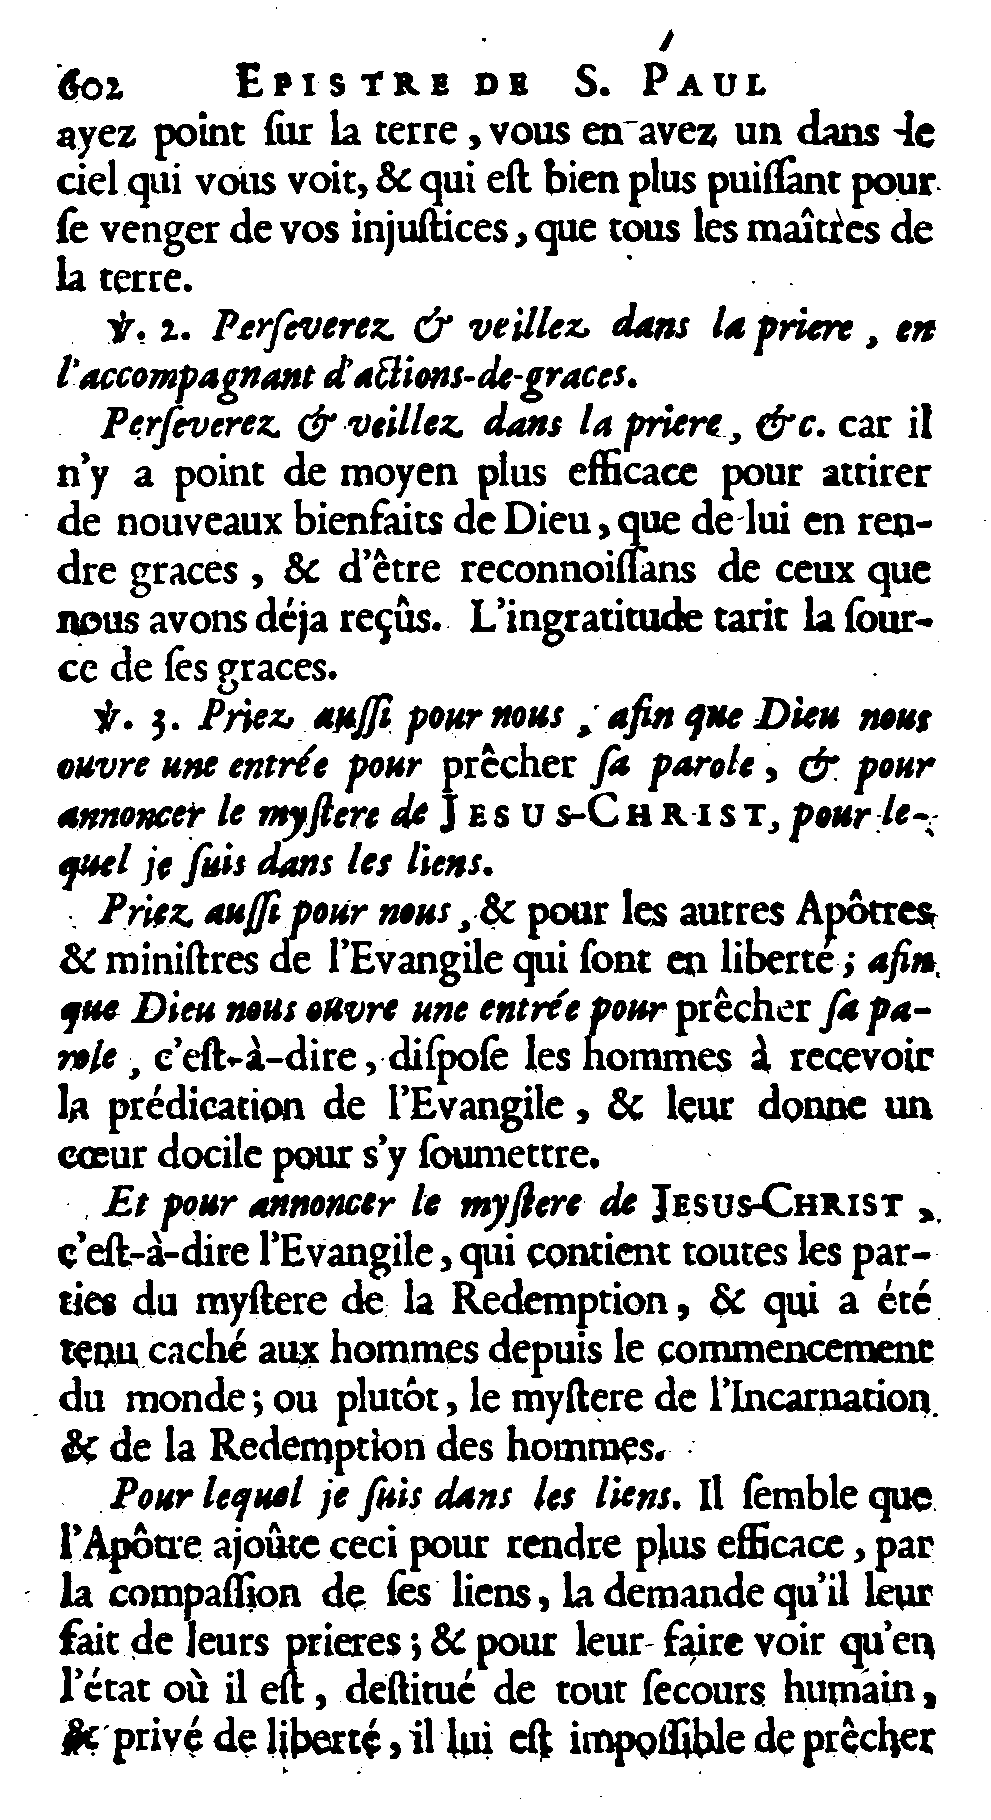 602 EPISTRE DE S. PAUL
ayez point ſur la terre, vous en avez un dans le
ciel qui vous voit, & qui eſt bien plus puiſſant pour
ſe venger de vos injuſtices, que tous les maîtres de
la terre.
℣. 2. Perſeverez & veillez dans la priere, en
l'accompagnant d'actions-de-graces.
Perſeverez & veillez dans la priere, &c. car il
n'y a point de moyen plus efficace pour attirer
de nouveaux bienfaits de Dieu, que de lui en ren-
dre graces, & d'être reconnoiſſans de ceux que
nous avons déja reçûs. L'ingratitude tarit la ſour-
ce de ſes graces.
℣. 3. Priez auſſi pour nous, afin que Dieu nous
ouvre une entrée pour prêcher ſa parole, & pour
annoncer le myſtere de JESUS-CHRIST, pour le-
quel je ſuis dans les liens.
Priez auſſi pour nous, & pour les autres Apôtres
& miniſtres de l'Evangile qui ſont en liberté; afin
que Dieu nous ouvre une entrée pour prêcher ſa pa-
role, c'eſt-à-dire, diſpoſe les hommes à recevoir
la prédication de l'Evangile, & leur donne un
cœur docile pour s'y ſoumettre.
Et pour annoncer le myſtere de JESUS-CHRIST,
c'eſt-à-dire l'Evangile, qui contient toutes les par-
ties du myſtere de la Redemption, & qui a été
tenu caché aux hommes depuis le commencement
du monde; ou plutôt, le myſtere de l'Incarnation
& de la Redemption des hommes.
Pour lequel je ſuis dans les liens. Il ſemble que
l'Apôtre ajoûte ceci pour rendre plus efficace, par
la compaſſion de ſes liens, la demande qu'il leur
fait de leurs prieres; & pour leur faire voir qu'en
l'état où il eſt, deſtitué de tout ſecours humain,
& privé de liberté, il lui eſt impoſſible de prêcher